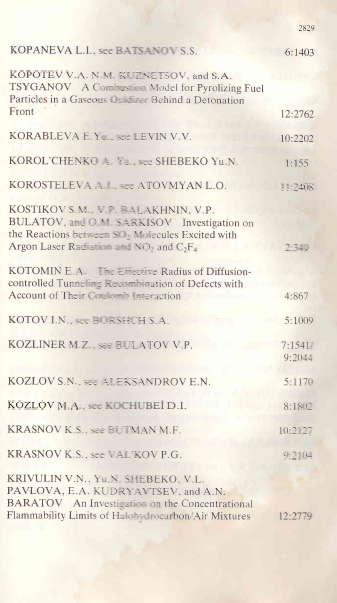 2829
KOPANEVA L.I., see BATSANOV S.S. 6:1403
KOPOTEV V.A. N.M. KUZNETSOV, and S.A.
TSYGANOV A Combustion Model for Pyrolizing Fuel
Particles in a Gaseous Oxidizer Behind a Detonation
Front 12:2762
KORABLEVA E.Yu., see LEVIN V.V. 10:2202
KOROL'CHENKO A. Ya., see SHEBEKO Yu.N. 1:155
KOROSTELEVA A.I., see ATOVMYAN L.O. 11:2408
KOSTIKOV S.M., V.P. BALAKHNIN, V.P.
BULATOV, and O.M. SARKISOV Investigation on
the Reactions between SO2 Molecules Excited with
Argon Laser Radiation and NO2 and C2F4 2:349
KOTOMIN E.A. The Effective Radius of Diffusion-
controlled Tunneling Recombination of Defects with
Account of Their Coulomb Interaction 4:867
KOTOV I.N., see BORSHCH S.A. 5:1009
KOZLINER M.Z., see BULATOV V.P. 7:1541/
9:2044
KOZLOV S.N., see ALEKSANDROV E.N. 5:1170
KOZLOV M.A., see KOCHUBEĬ D.I. 8:1802
KRASNOV K.S., see BUTMAN M.F. 10:2127
KRASNOV K.S., see VAL'KOV P.G. 9:2104
KRIVULIN V.N., Yu.N. SHEBEKO, V.L.
PAVLOVA, E.A. KUDRYAVTSEV, and A.N.
BARATOV An Investigation on the Concentrational
Flammability Limits of Halohydrocarbon/Air Mixtures 12:2779